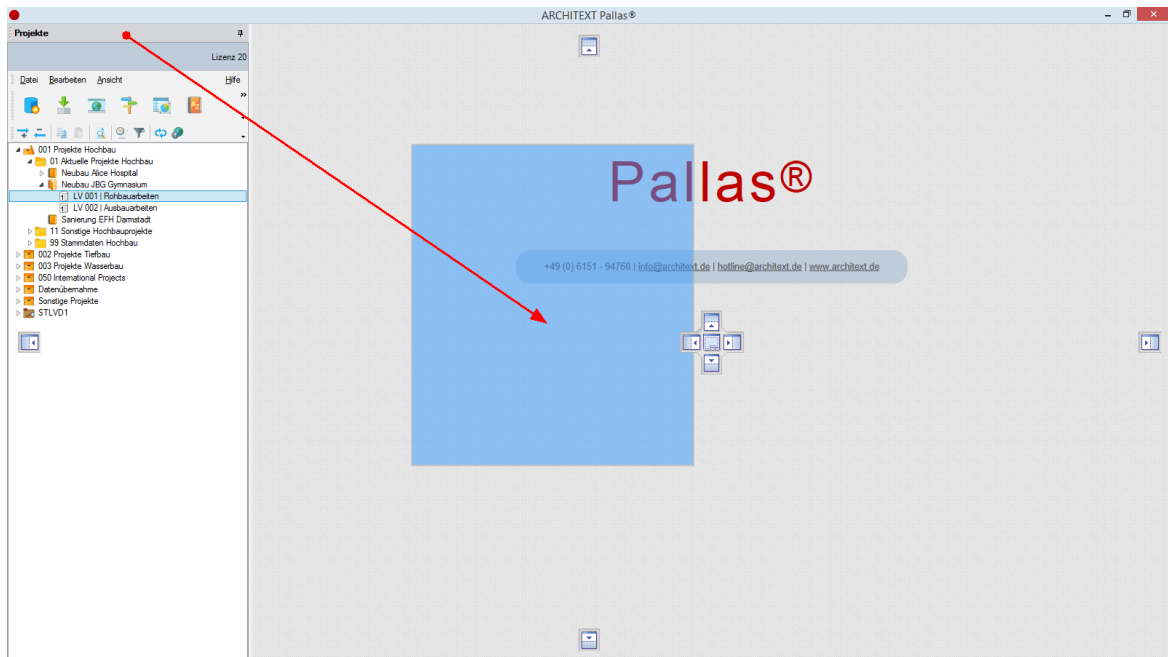 ARCHITEXT Pallas®
Projekte
Lizenz 20
Datei Bearbeiten Ansicht Hilfe
001 Projekte Hochbau
01 Aktuelle Projekte Hochbau
Neubau Alice Hospital
Neubau JBG Gymnasium
LV 001 | Rohbauarbeiten
LV 002 | Ausbauarbeiten
Sanierung EFH Darmstadt
11 Sonstige Hochbauprojekte
99 Stammdaten Hochbau
002 Projekte Tiefbau
003 Projekte Wasserbau
050 International Projects
Datenübernahme
Sonstige Projekte
STLVD1
Pallas®
+49 (0) 6151 - 94760 | info@architext.de | hotline@architext.de | www.architext.de